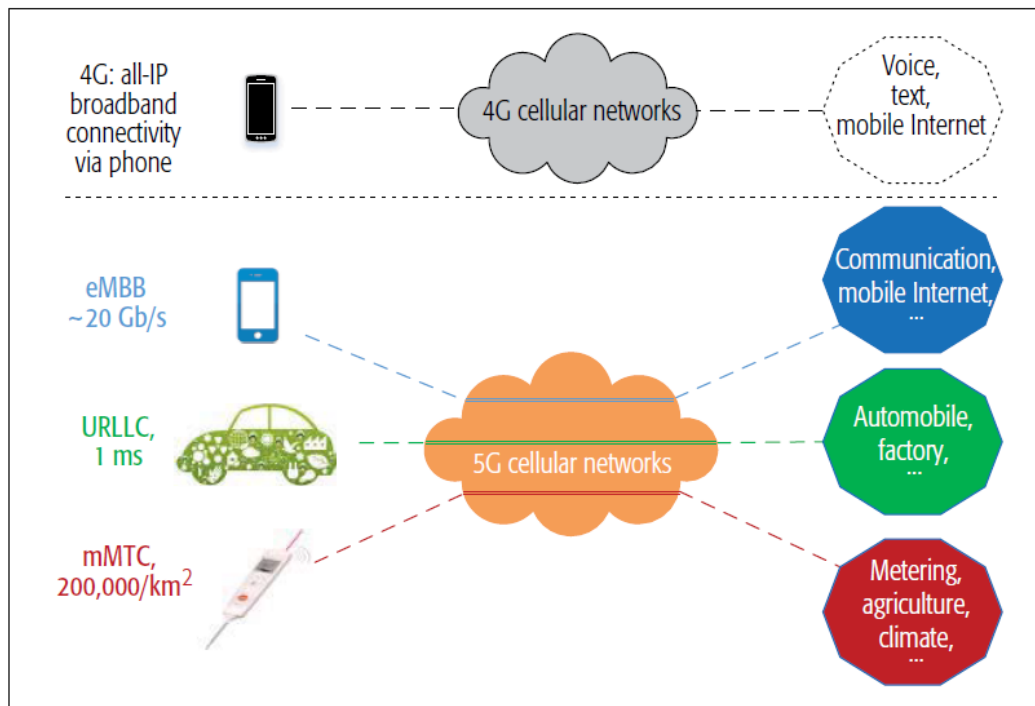 4G: all-IP
broadband
connectivity
via phone
4G cellular networks
Voice,
text,
mobile Internet
eMBB
~20 Gb/s
Communication,
mobile Internet,
...
URLLC,
1 ms
5G cellular networks
Automobile,
factory,
...
mMTC,
200,000/km²
Metering,
agriculture,
climate,
...